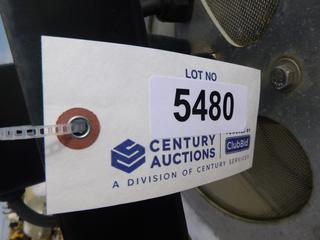 LOT NO
5480
CENTURY
AUCTIONS
ClubBid
A DIVISION OF CENTURY SERVICES